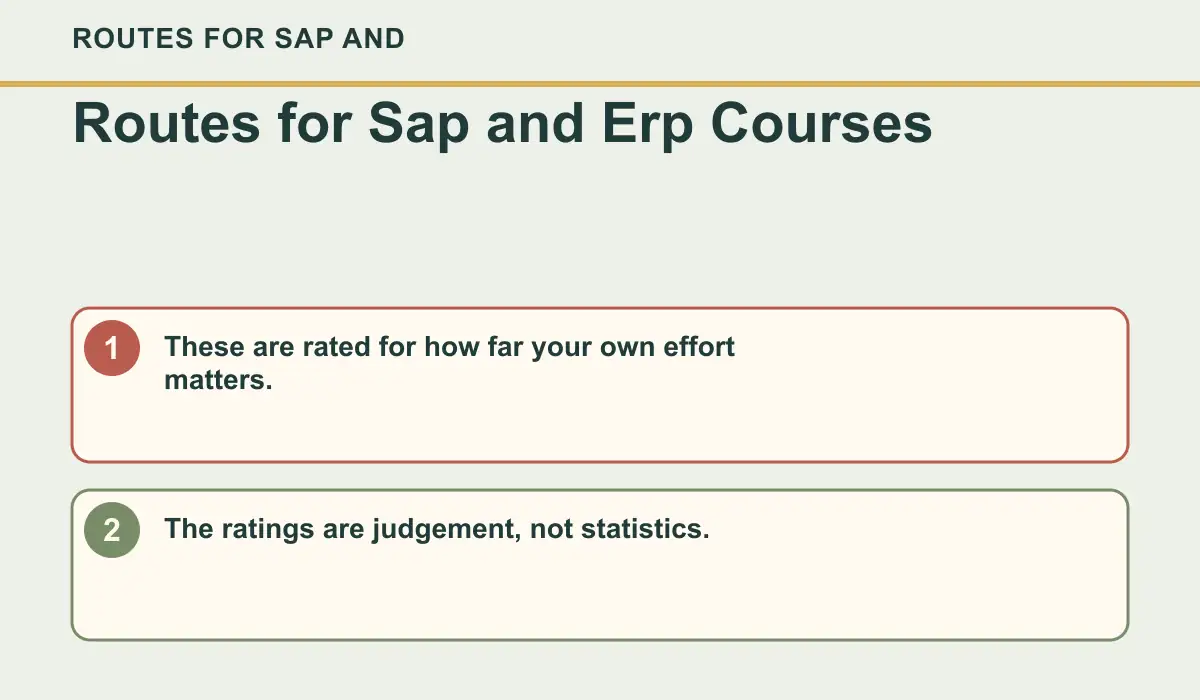 ROUTES FOR SAP AND
Routes for Sap and Erp Courses
1
These are rated for how far your own effort
matters.
2
The ratings are judgement, not statistics.